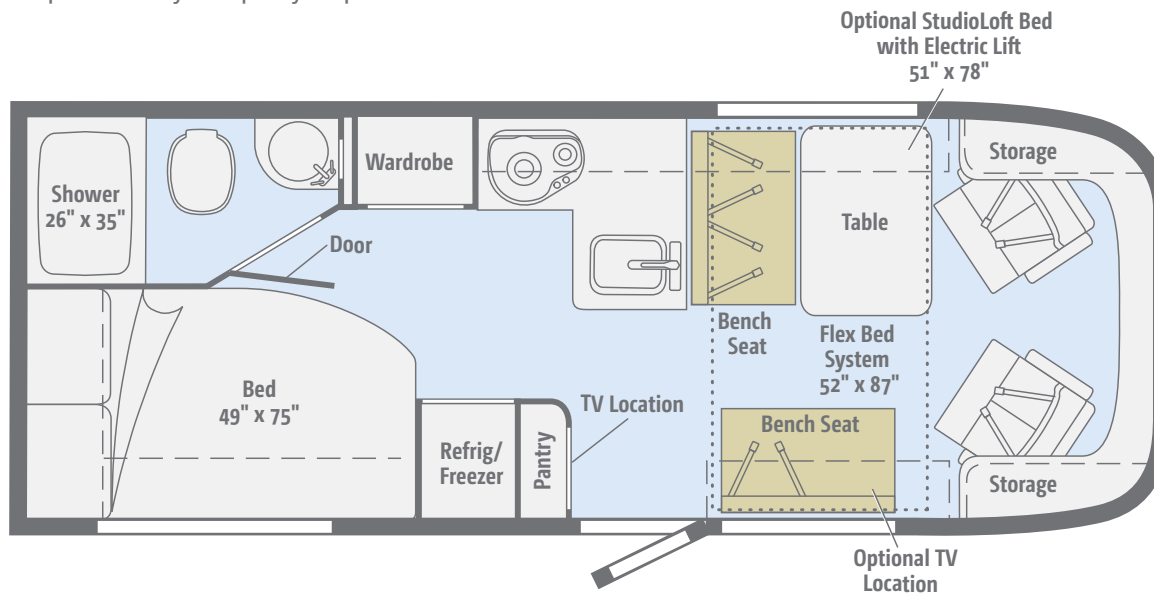 Optional StudioLoft Bed
with Electric Lift
51" x 78"
Shower
26" x 35"
Wardrobe
Door
Table
Storage
Bench
Seat
Flex Bed
System
52" x 87"
Bed
49" x 75"
TV Location
Refrig/
Freezer
Pantry
Bench Seat
Storage
Optional TV
Location